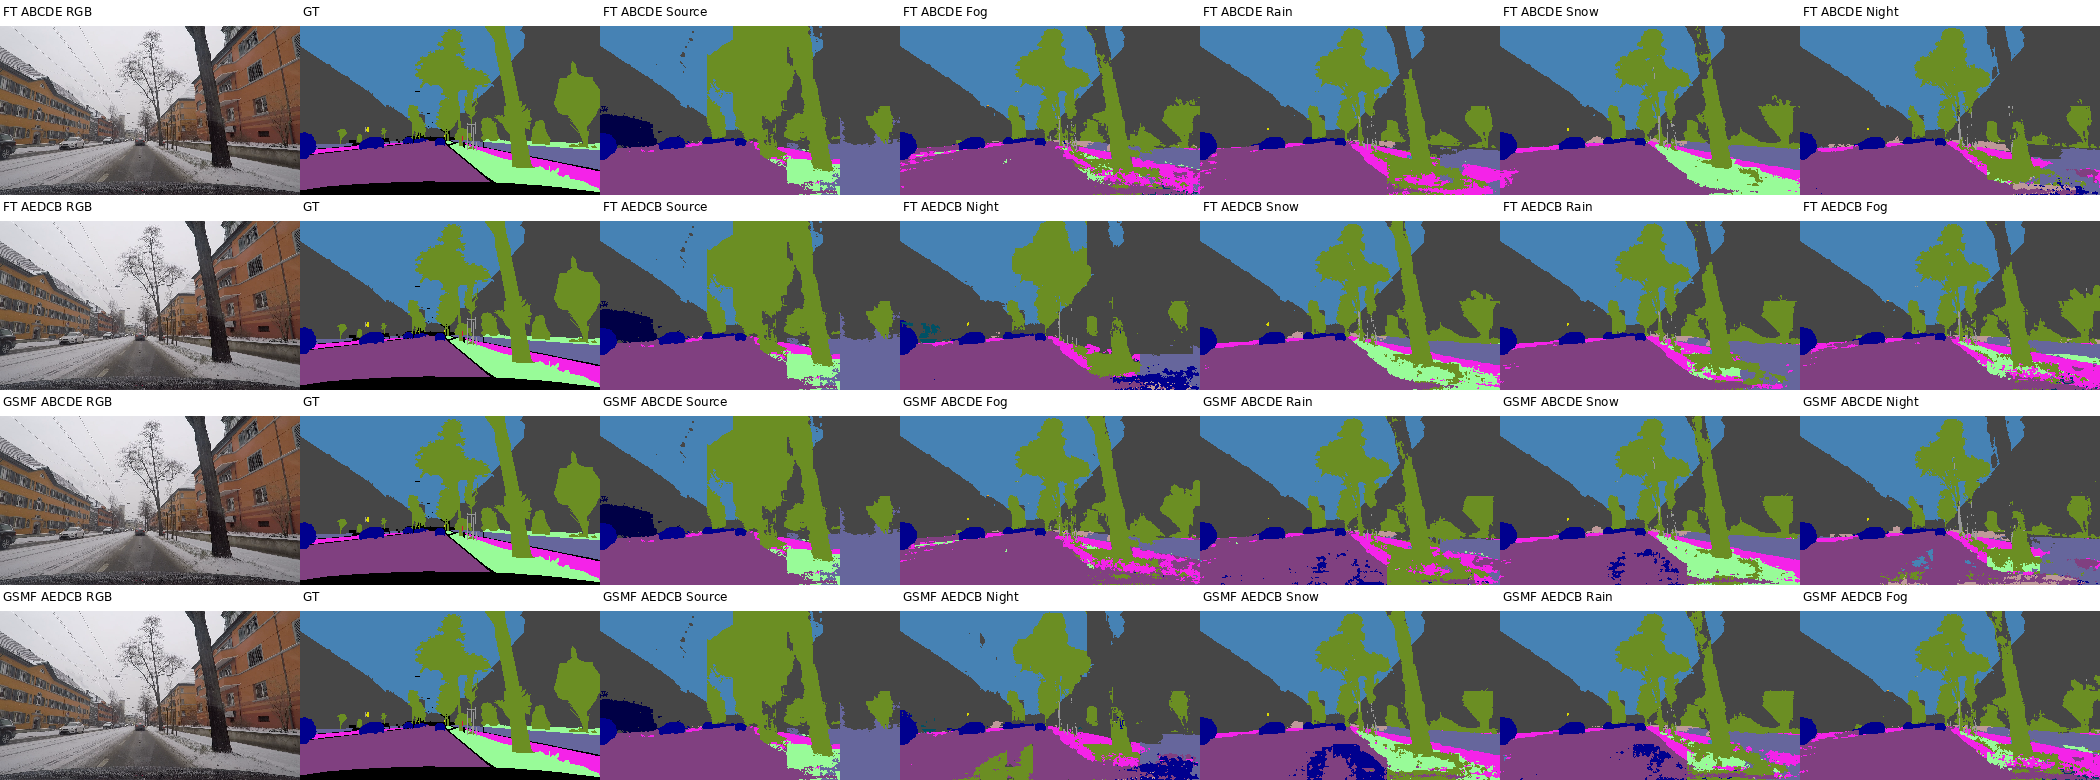 FT ABCDE RGB GT FT ABCDE Source FT ABCDE Fog FT ABCDE Rain FT ABCDE Snow FT ABCDE Night
FT AEDCB RGB GT FT AEDCB Source FT AEDCB Night FT AEDCB Snow FT AEDCB Rain FT AEDCB Fog
GSMF ABCDE RGB GT GSMF ABCDE Source GSMF ABCDE Fog GSMF ABCDE Rain GSMF ABCDE Snow GSMF ABCDE Night
GSMF AEDCB RGB GT GSMF AEDCB Source GSMF AEDCB Night GSMF AEDCB Snow GSMF AEDCB Rain GSMF AEDCB Fog